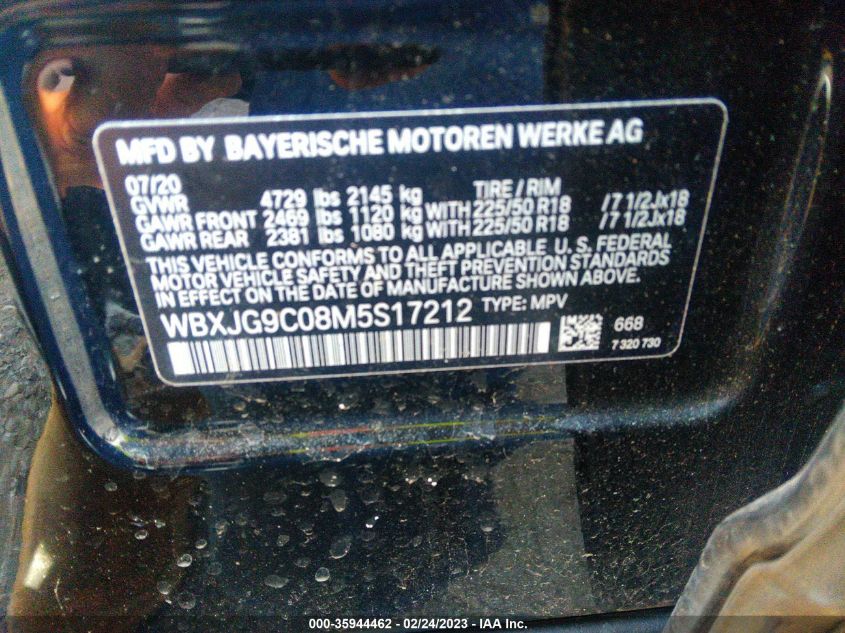 MFD BY BAYERISCHE MOTOREN WERKE AG
07/20
GVWR 4729 lbs 2145 kg TIRE / RIM
GAWR FRONT 2469 lbs 1120 kg WITH 225/50 R18 /7 1/2Jx18
GAWR REAR 2381 lbs 1080 kg WITH 225/50 R18 /7 1/2Jx18
THIS VEHICLE CONFORMS TO ALL APPLICABLE U. S. FEDERAL
MOTOR VEHICLE SAFETY AND THEFT PREVENTION STANDARDS
IN EFFECT ON THE DATE OF MANUFACTURE SHOWN ABOVE.
WBXJG9C08M5S17212 TYPE: MPV
668
7 320 730
000-35944462 - 02/24/2023 - IAA Inc.